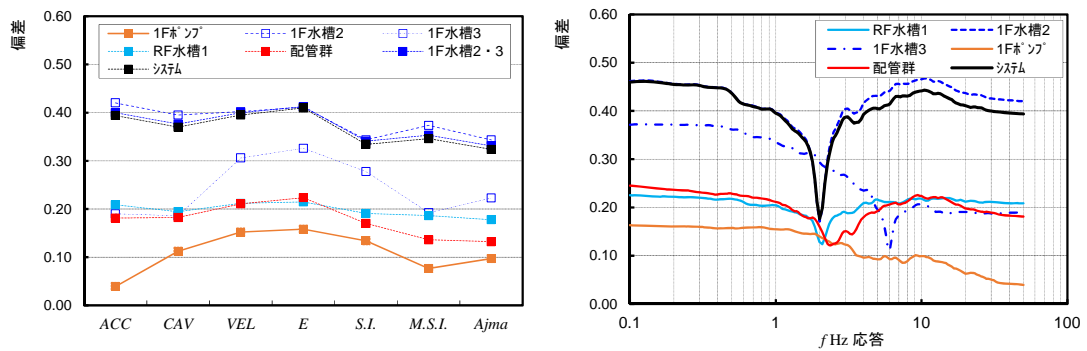 偏差
0.60
0.50
0.40
0.30
0.20
0.10
0.00
1Fﾎﾟﾝﾌﾟ 1F水槽2 1F水槽3
RF水槽1 配管群 1F水槽2・3
ｼｽﾃﾑ
ACC CAV VEL E S.I. M.S.I. Ajma
偏差
0.60
0.50
0.40
0.30
0.20
0.10
0.00
RF水槽1 1F水槽2
1F水槽3 1Fﾎﾟﾝﾌﾟ
配管群 ｼｽﾃﾑ
0.1 1 10 100
f Hz 応答